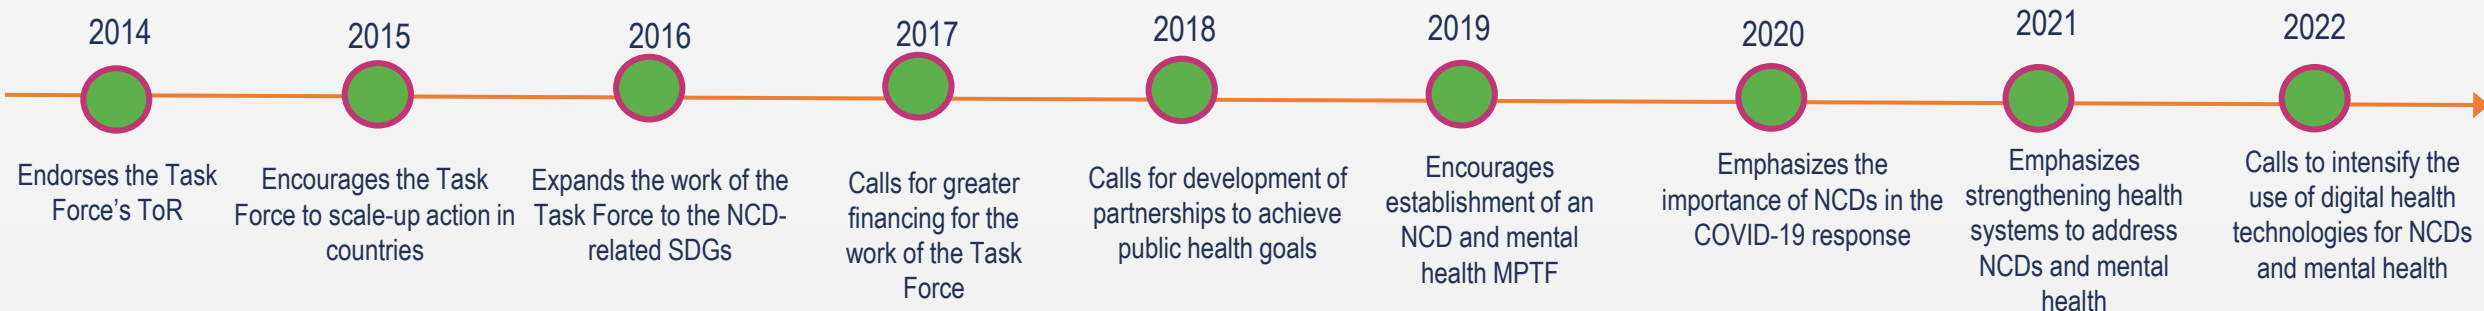 2014
Endorses the Task
Force's ToR
2015
Encourages the Task
Force to scale-up action in
countries
2016
Expands the work of the
Task Force to the NCD-
related SDGs
2017
Calls for greater
financing for the
work of the Task
Force
2018
Calls for development of
partnerships to achieve
public health goals
2019
Encourages
establishment of an
NCD and mental
health MPTF
2020
Emphasizes the
importance of NCDs in the
COVID-19 response
2021
Emphasizes
strengthening health
systems to address
NCDs and mental
health
2022
Calls to intensify the
use of digital health
technologies for NCDs
and mental health